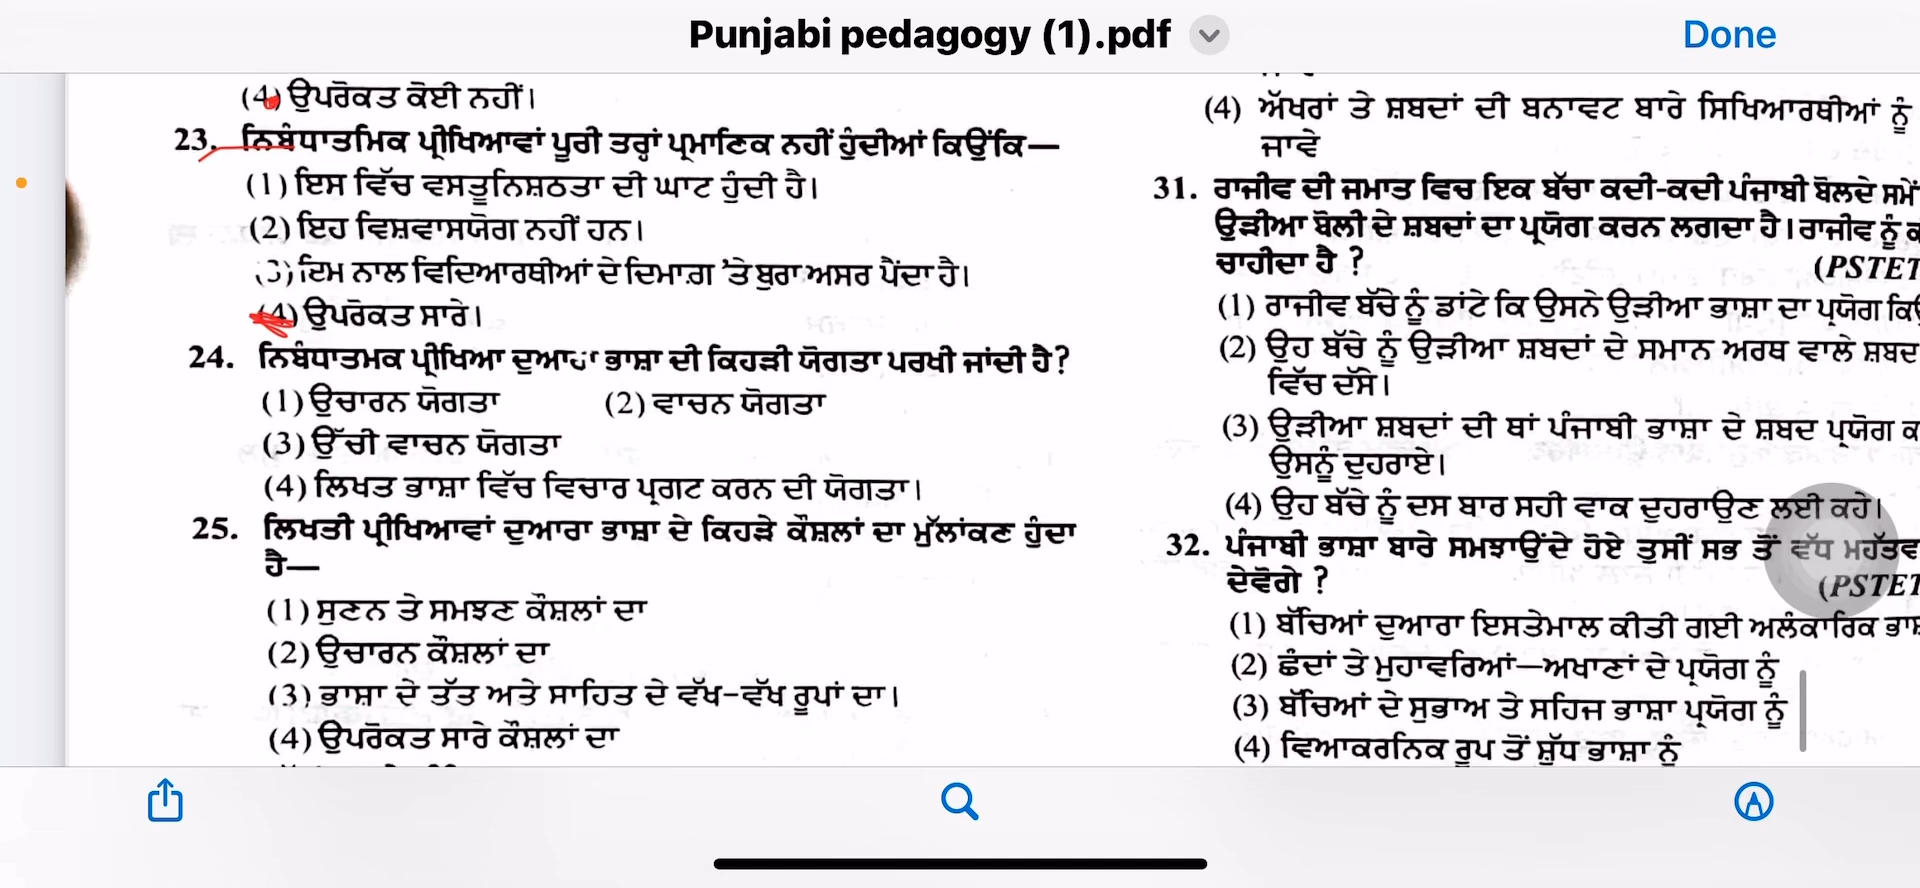 Punjabi pedagogy (1).pdf
Done
(4) ਉਪਰੋਕਤ ਕੋਈ ਨਹੀਂ।
23. ਨਿਬੰਧਾਤਮਿਕ ਪ੍ਰੀਖਿਆਵਾਂ ਪੂਰੀ ਤਰ੍ਹਾਂ ਪ੍ਰਮਾਣਿਕ ਨਹੀਂ ਹੁੰਦੀਆਂ ਕਿਉਂਕਿ—
(1) ਇਸ ਵਿੱਚ ਵਸਤੂਨਿਸ਼ਠਤਾ ਦੀ ਘਾਟ ਹੁੰਦੀ ਹੈ।
(2) ਇਹ ਵਿਸ਼ਵਾਸਯੋਗ ਨਹੀਂ ਹਨ।
(3) ਇਸ ਨਾਲ ਵਿਦਿਆਰਥੀਆਂ ਦੇ ਦਿਮਾਗ਼ 'ਤੇ ਬੁਰਾ ਅਸਰ ਪੈਂਦਾ ਹੈ।
(4) ਉਪਰੋਕਤ ਸਾਰੇ।
24. ਨਿਬੰਧਾਤਮਕ ਪ੍ਰੀਖਿਆ ਦੁਆਰਾ ਭਾਸ਼ਾ ਦੀ ਕਿਹੜੀ ਯੋਗਤਾ ਪਰਖੀ ਜਾਂਦੀ ਹੈ?
(1) ਉਚਾਰਨ ਯੋਗਤਾ (2) ਵਾਚਨ ਯੋਗਤਾ
(3) ਉੱਚੀ ਵਾਚਨ ਯੋਗਤਾ
(4) ਲਿਖਤ ਭਾਸ਼ਾ ਵਿੱਚ ਵਿਚਾਰ ਪ੍ਰਗਟ ਕਰਨ ਦੀ ਯੋਗਤਾ।
25. ਲਿਖਤੀ ਪ੍ਰੀਖਿਆਵਾਂ ਦੁਆਰਾ ਭਾਸ਼ਾ ਦੇ ਕਿਹੜੇ ਕੌਸ਼ਲਾਂ ਦਾ ਮੁੱਲਾਂਕਣ ਹੁੰਦਾ
ਹੈ—
(1) ਸੁਣਨ ਤੇ ਸਮਝਣ ਕੌਸ਼ਲਾਂ ਦਾ
(2) ਉਚਾਰਨ ਕੌਸ਼ਲਾਂ ਦਾ
(3) ਭਾਸ਼ਾ ਦੇ ਤੱਤ ਅਤੇ ਸਾਹਿਤ ਦੇ ਵੱਖ-ਵੱਖ ਰੂਪਾਂ ਦਾ।
(4) ਉਪਰੋਕਤ ਸਾਰੇ ਕੌਸ਼ਲਾਂ ਦਾ
(4) ਅੱਖਰਾਂ ਤੇ ਸ਼ਬਦਾਂ ਦੀ ਬਨਾਵਟ ਬਾਰੇ ਸਿਖਿਆਰਥੀਆਂ ਨੂੰ
ਜਾਵੇ
31. ਰਾਜੀਵ ਦੀ ਜਮਾਤ ਵਿਚ ਇਕ ਬੱਚਾ ਕਦੀ-ਕਦੀ ਪੰਜਾਬੀ ਬੋਲਦੇ ਸਮੇਂ
ਉੜੀਆ ਬੋਲੀ ਦੇ ਸ਼ਬਦਾਂ ਦਾ ਪ੍ਰਯੋਗ ਕਰਨ ਲਗਦਾ ਹੈ। ਰਾਜੀਵ ਨੂੰ
ਚਾਹੀਦਾ ਹੈ ? (PSTET
(1) ਰਾਜੀਵ ਬੱਚੇ ਨੂੰ ਡਾਂਟੇ ਕਿ ਉਸਨੇ ਉੜੀਆ ਭਾਸ਼ਾ ਦਾ ਪ੍ਰਯੋਗ
(2) ਉਹ ਬੱਚੇ ਨੂੰ ਉੜੀਆ ਸ਼ਬਦਾਂ ਦੇ ਸਮਾਨ ਅਰਥ ਵਾਲੇ ਸ਼ਬਦ
ਵਿੱਚ ਦੱਸੇ।
(3) ਉੜੀਆ ਸ਼ਬਦਾਂ ਦੀ ਥਾਂ ਪੰਜਾਬੀ ਭਾਸ਼ਾ ਦੇ ਸ਼ਬਦ ਪ੍ਰਯੋਗ
ਉਸਨੂੰ ਦੁਹਰਾਏ।
(4) ਉਹ ਬੱਚੇ ਨੂੰ ਦਸ ਬਾਰ ਸਹੀ ਵਾਕ ਦੁਹਰਾਉਣ ਲਈ ਕਹੇ।
32. ਪੰਜਾਬੀ ਭਾਸ਼ਾ ਬਾਰੇ ਸਮਝਾਉਂਦੇ ਹੋਏ ਤੁਸੀਂ ਸਭ ਤੋਂ ਵੱਧ ਮਹੱਤਵ
ਦੇਵੋਗੇ ? (PSTET
(1) ਬੱਚਿਆਂ ਦੁਆਰਾ ਇਸਤੇਮਾਲ ਕੀਤੀ ਗਈ ਅਲੰਕਾਰਿਕ
(2) ਛੰਦਾਂ ਤੇ ਮੁਹਾਵਰਿਆਂ—ਅਖਾਣਾਂ ਦੇ ਪ੍ਰਯੋਗ ਨੂੰ
(3) ਬੱਚਿਆਂ ਦੇ ਸੁਭਾਅ ਤੇ ਸਹਿਜ ਭਾਸ਼ਾ ਪ੍ਰਯੋਗ ਨੂੰ
(4) ਵਿਆਕਰਨਿਕ ਰੂਪ ਤੋਂ ਸ਼ੁੱਧ ਭਾਸ਼ਾ ਨੂੰ